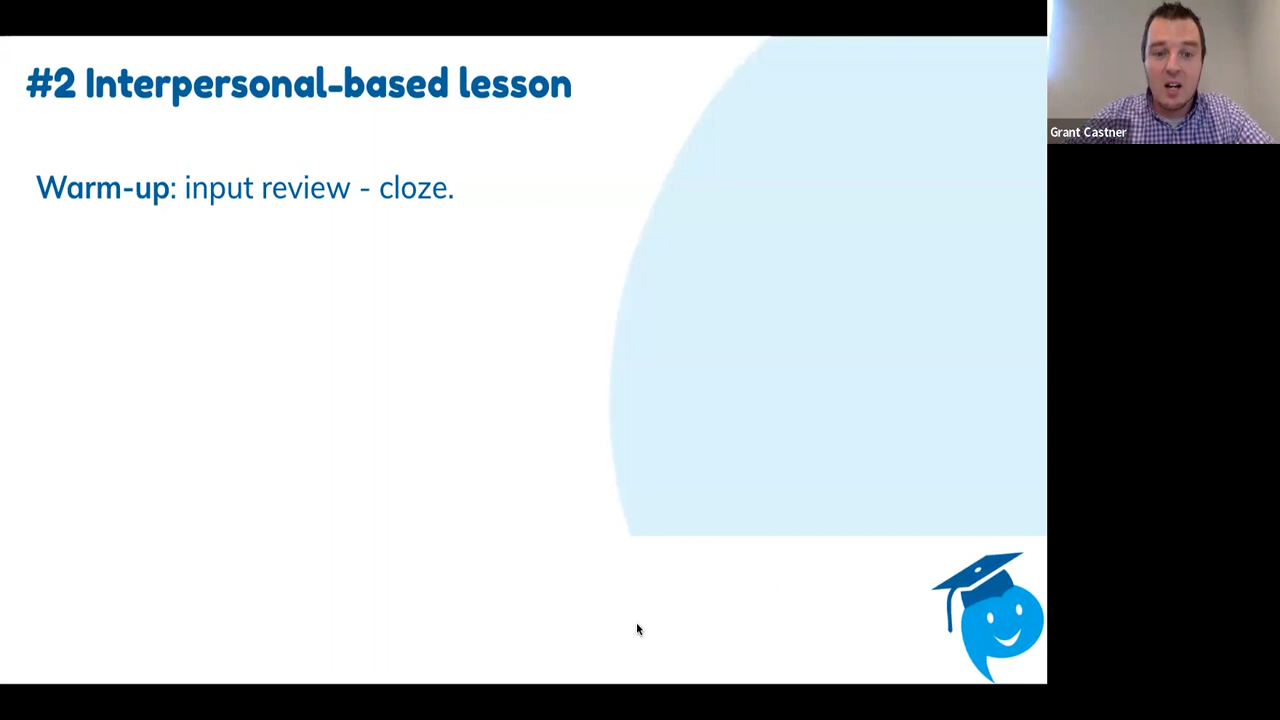 #2 Interpersonal-based lesson
Warm-up: input review - cloze.
Grant Castner